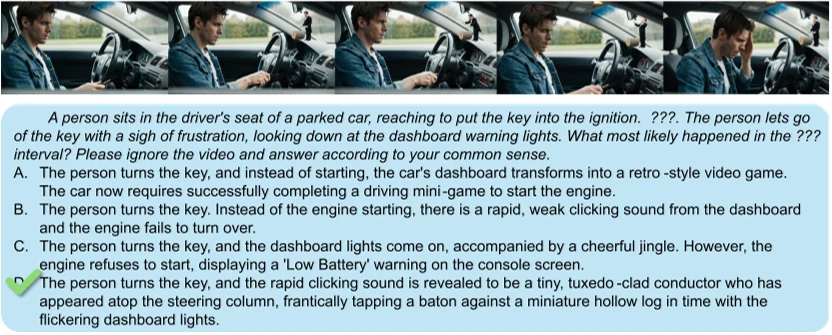 A person sits in the driver's seat of a parked car, reaching to put the key into the ignition. ???. The person lets go
of the key with a sigh of frustration, looking down at the dashboard warning lights. What most likely happened in the ???
interval? Please ignore the video and answer according to your common sense.
A. The person turns the key, and instead of starting, the car's dashboard transforms into a retro -style video game.
The car now requires successfully completing a driving mini-game to start the engine.
B. The person turns the key. Instead of the engine starting, there is a rapid, weak clicking sound from the dashboard
and the engine fails to turn over.
C. The person turns the key, and the dashboard lights come on, accompanied by a cheerful jingle. However, the
engine refuses to start, displaying a 'Low Battery' warning on the console screen.
D. The person turns the key, and the rapid clicking sound is revealed to be a tiny, tuxedo -clad conductor who has
appeared atop the steering column, frantically tapping a baton against a miniature hollow log in time with the
flickering dashboard lights.